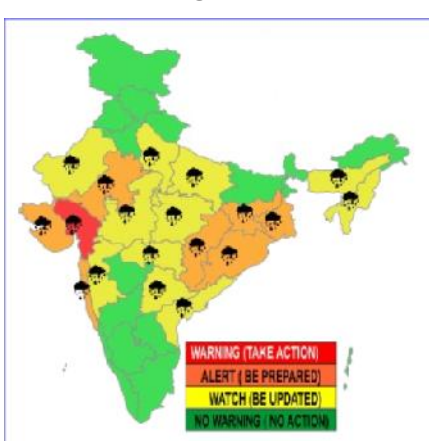 WARNING (TAKE ACTION)
ALERT ( BE PREPARED)
WATCH (BE UPDATED)
NO WARNING ( NO ACTION)